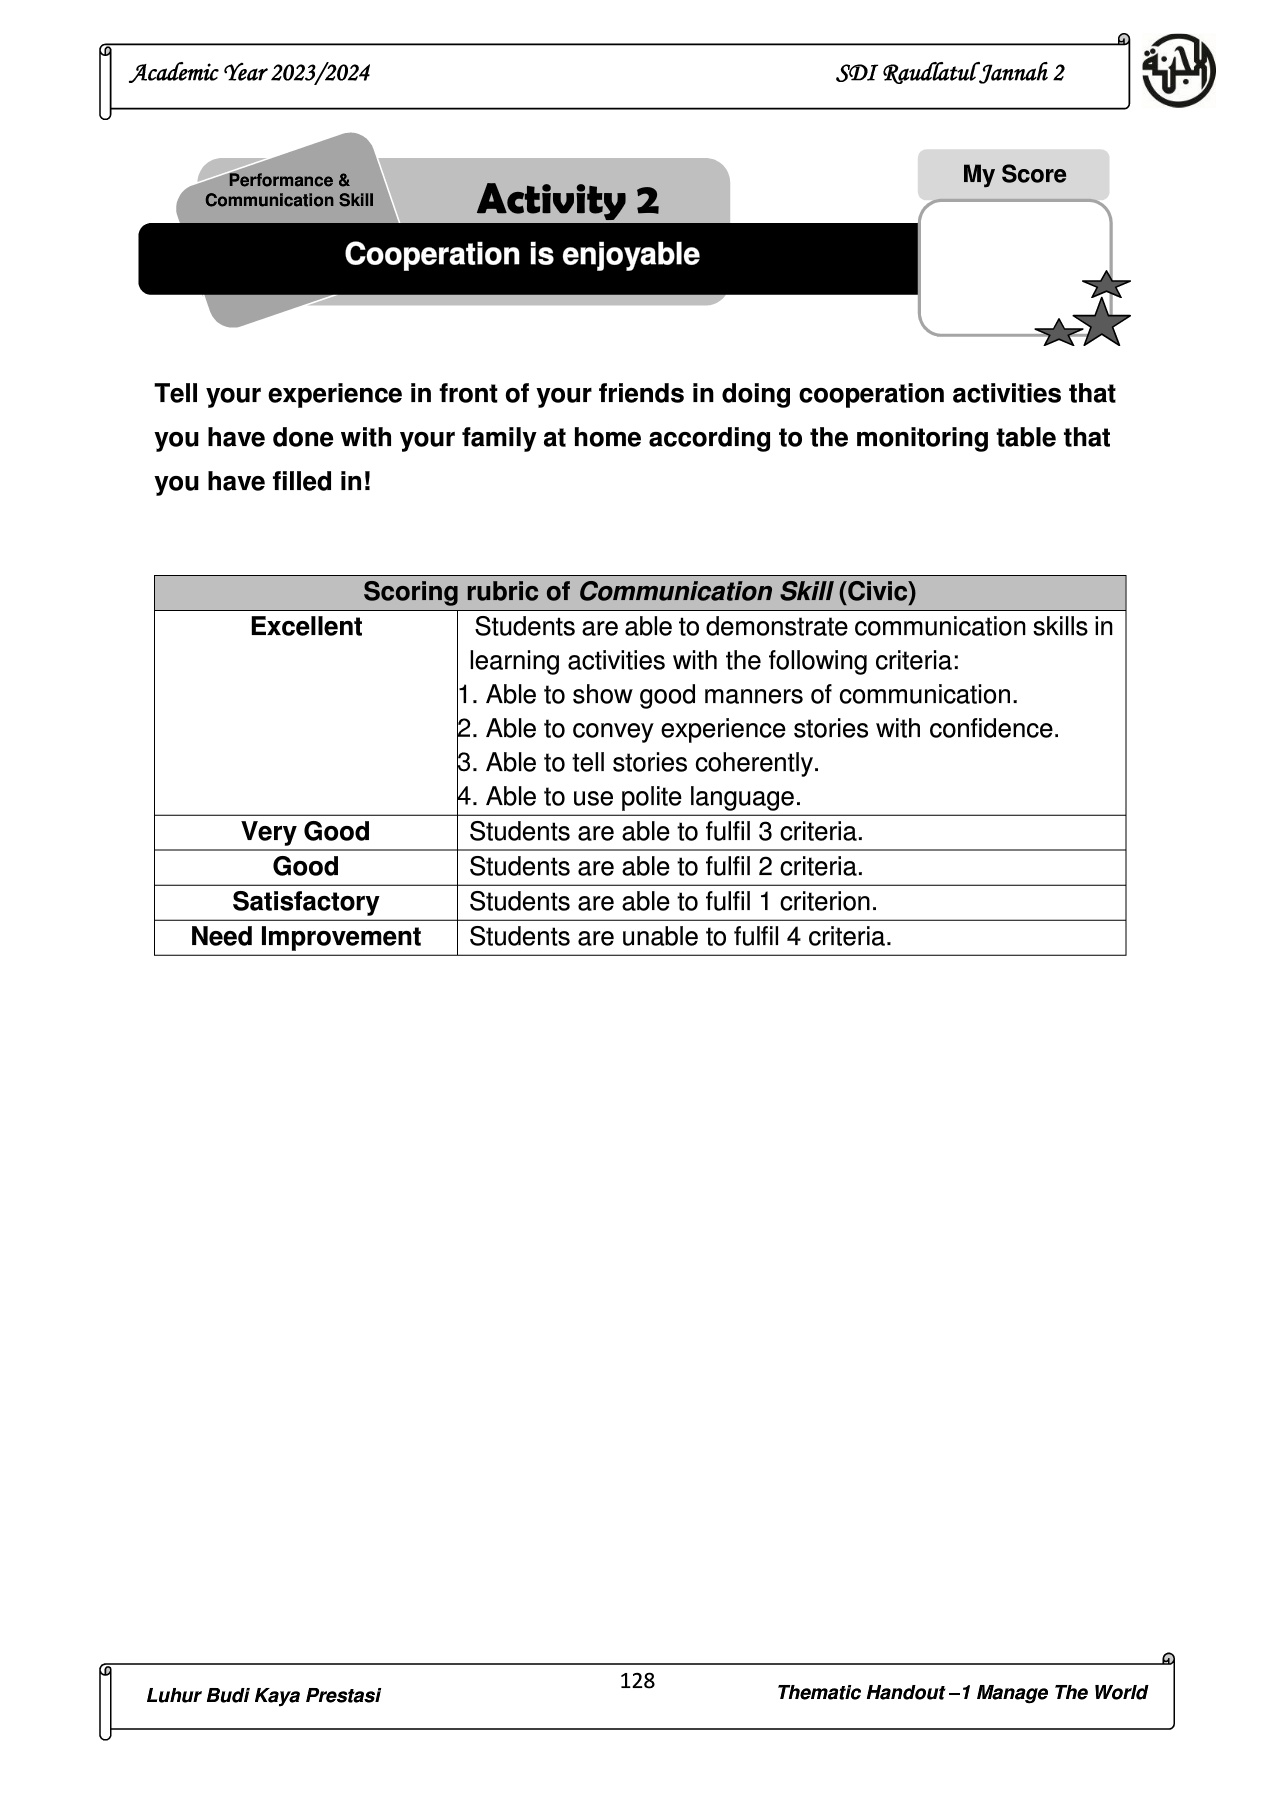 Academic Year 2023/2024
SDI Raudlatul Jannah 2
Performance &
Communication Skill
Activity 2
My Score
Cooperation is enjoyable
Tell your experience in front of your friends in doing cooperation activities that
you have done with your family at home according to the monitoring table that
you have filled in!
Scoring rubric of Communication Skill (Civic)
Excellent
Students are able to demonstrate communication skills in
learning activities with the following criteria:
1. Able to show good manners of communication.
2. Able to convey experience stories with confidence.
3. Able to tell stories coherently.
4. Able to use polite language.
Very Good
Students are able to fulfil 3 criteria.
Good
Students are able to fulfil 2 criteria.
Satisfactory
Students are able to fulfil 1 criterion.
Need Improvement
Students are unable to fulfil 4 criteria.
Luhur Budi Kaya Prestasi
128
Thematic Handout –1 Manage The World